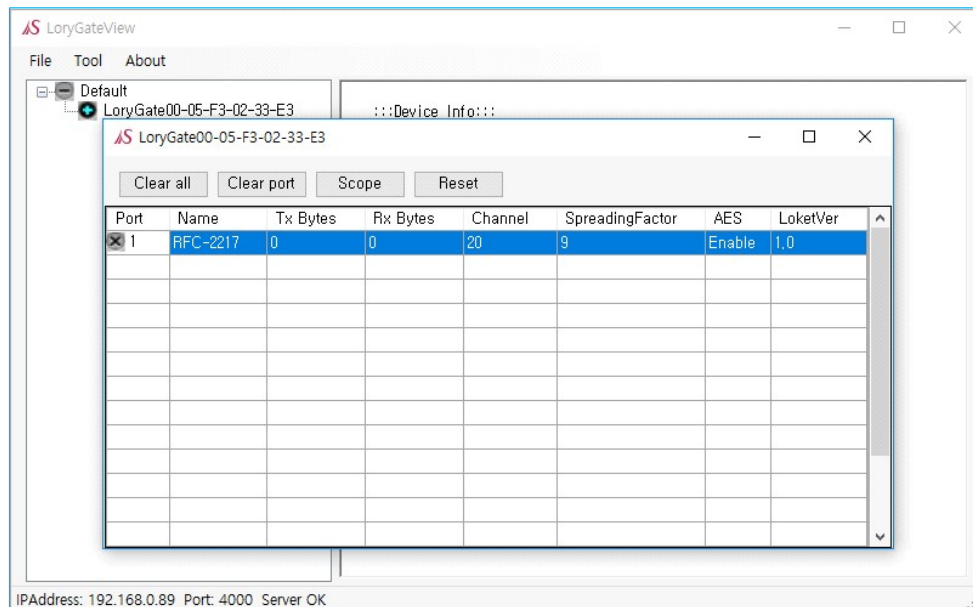 LoryGateView
File Tool About
Default
LoryGate00-05-F3-02-33-E3
:::Device Info:::
LoryGate00-05-F3-02-33-E3
Clear all Clear port Scope Reset
Port Name Tx Bytes Rx Bytes Channel SpreadingFactor AES LoketVer
1 RFC-2217 0 0 20 9 Enable 1,0
IPAddress: 192.168.0.89 Port: 4000 Server OK